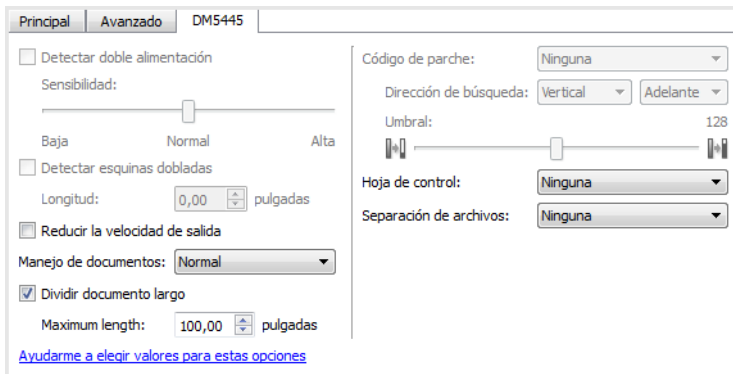 Principal Avanzado DM5445
Detectar doble alimentación
Sensibilidad:
Baja Normal Alta
Detectar esquinas dobladas
Longitud: 0,00 pulgadas
Reducir la velocidad de salida
Manejo de documentos: Normal
Dividir documento largo
Maximum length: 100,00 pulgadas
Ayudarme a elegir valores para estas opciones
Código de parche: Ninguna
Dirección de búsqueda: Vertical Adelante
Umbral: 128
Hoja de control: Ninguna
Separación de archivos: Ninguna